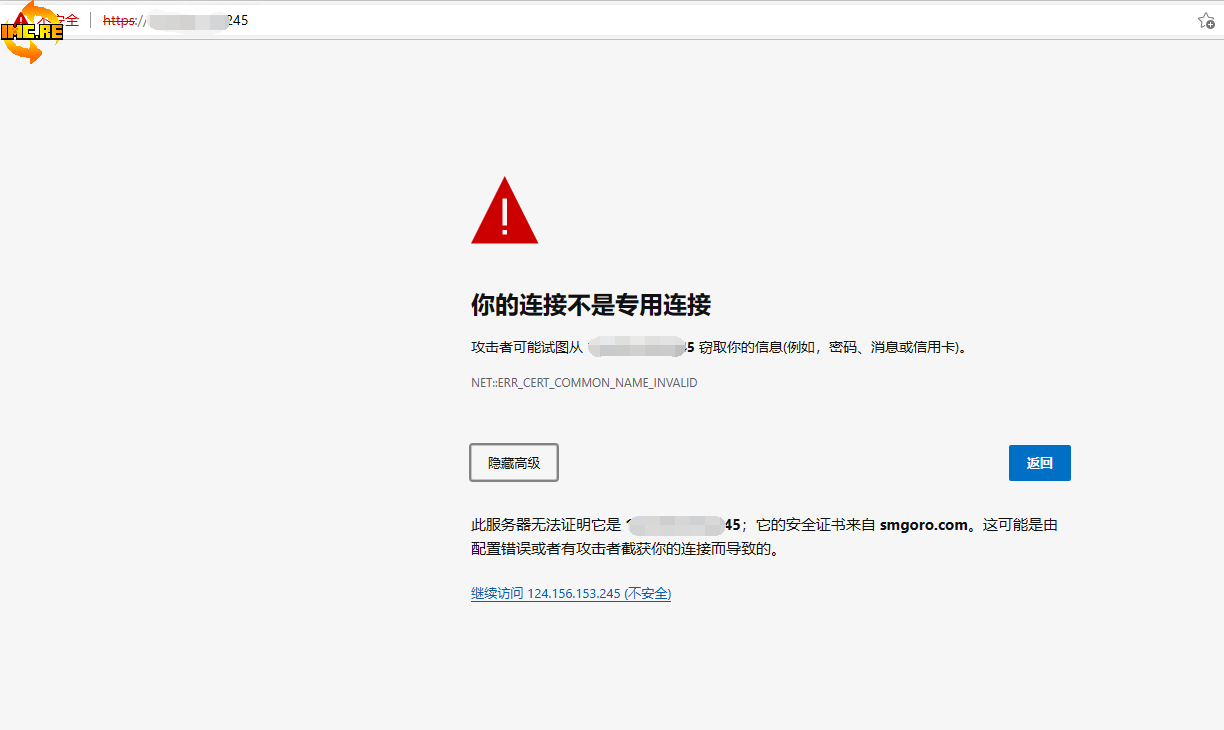 不安全 https:// 245
IMC.RE
你的连接不是专用连接
攻击者可能试图从 5 窃取你的信息(例如，密码、消息或信用卡)。
NET::ERR_CERT_COMMON_NAME_INVALID
隐藏高级
返回
此服务器无法证明它是 45；它的安全证书来自 smgoro.com。这可能是由
配置错误或者有攻击者截获你的连接而导致的。
继续访问 124.156.153.245 (不安全)